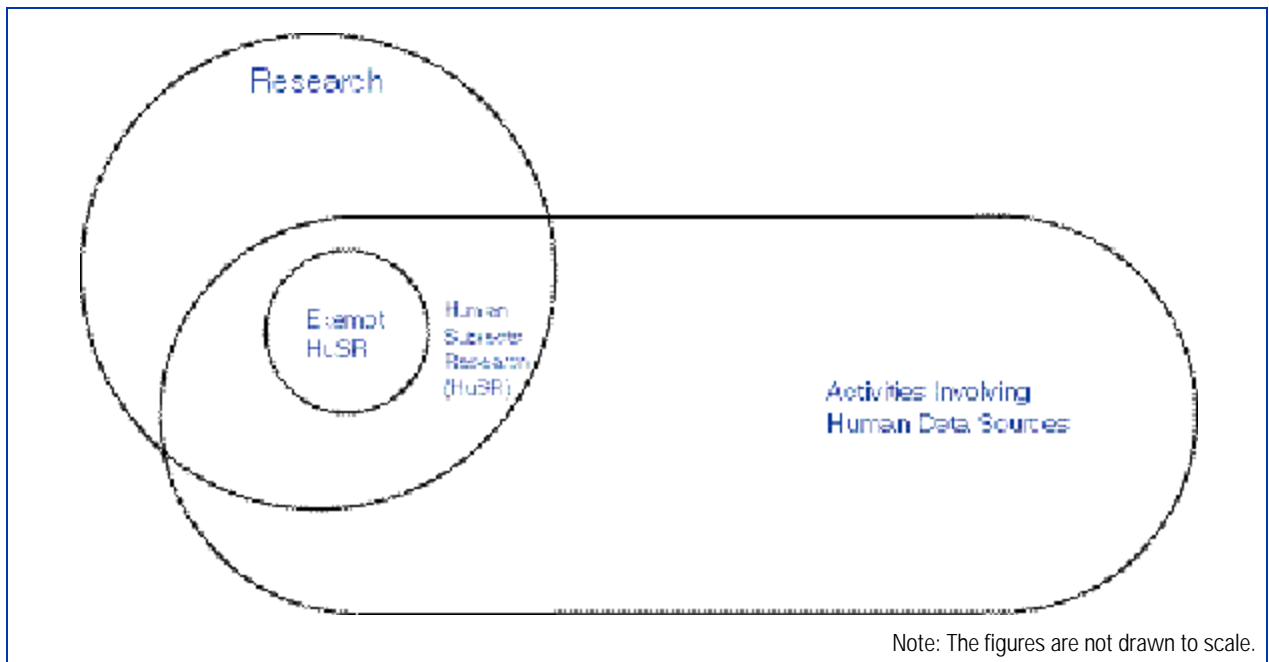 Research
Exempt
HuSR
Human
Subjects
Research
(HuSR)
Activities Involving
Human Data Sources
Note: The figures are not drawn to scale.